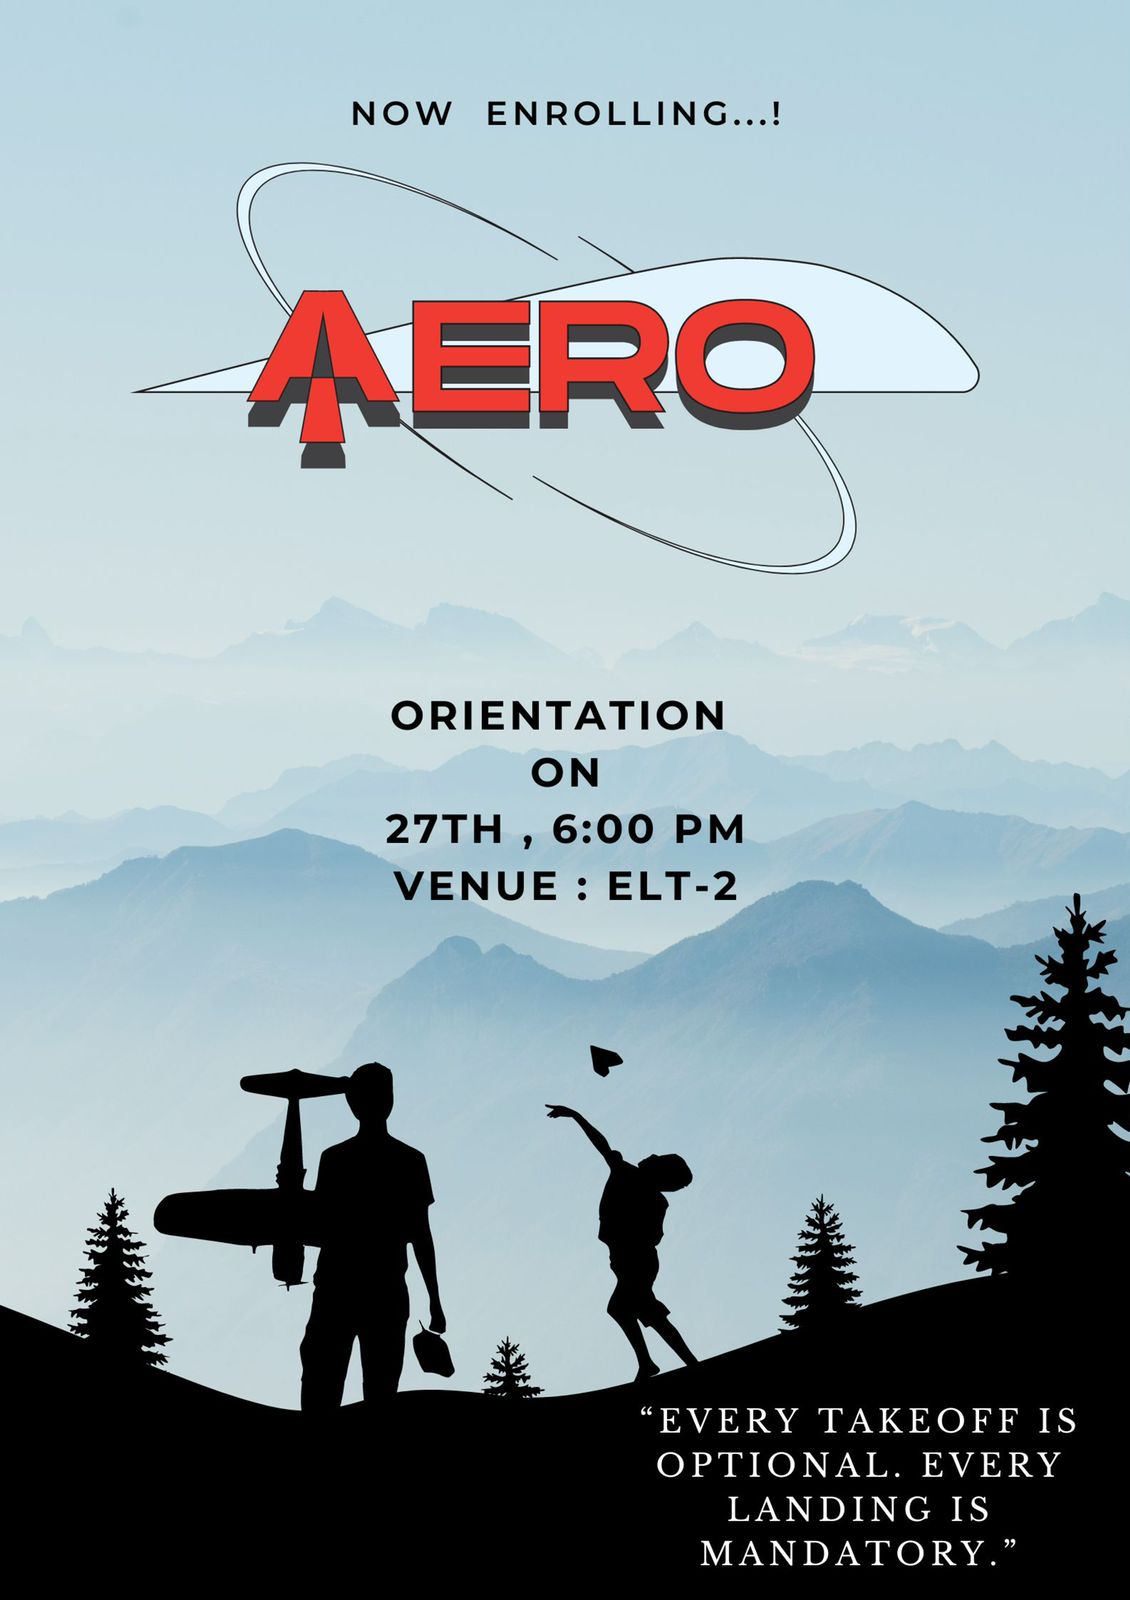 NOW ENROLLING...!
AERO
ORIENTATION
ON
27TH , 6:00 PM
VENUE : ELT-2
“EVERY TAKEOFF IS
OPTIONAL. EVERY
LANDING IS
MANDATORY.”